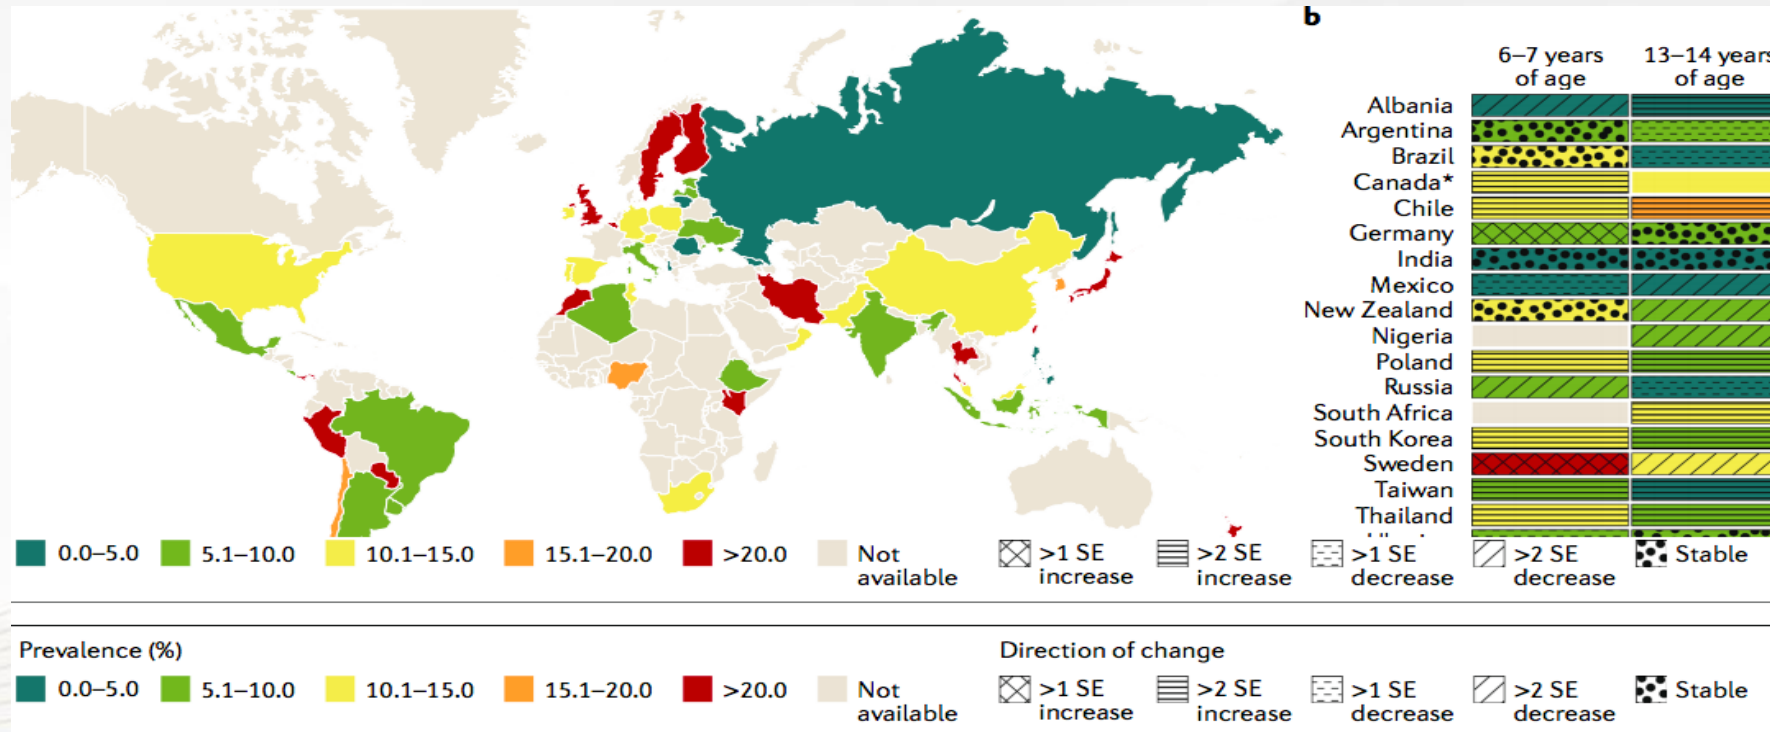 b
6–7 years
of age
13–14 years
of age
Albania
Argentina
Brazil
Canada*
Chile
Germany
India
Mexico
New Zealand
Nigeria
Poland
Russia
South Africa
South Korea
Sweden
Taiwan
Thailand
0.0–5.0
5.1–10.0
10.1–15.0
15.1–20.0
>20.0
Not
available
>1 SE
increase
>2 SE
increase
>1 SE
decrease
>2 SE
decrease
Stable
Prevalence (%)
Direction of change
0.0–5.0
5.1–10.0
10.1–15.0
15.1–20.0
>20.0
Not
available
>1 SE
increase
>2 SE
increase
>1 SE
decrease
>2 SE
decrease
Stable